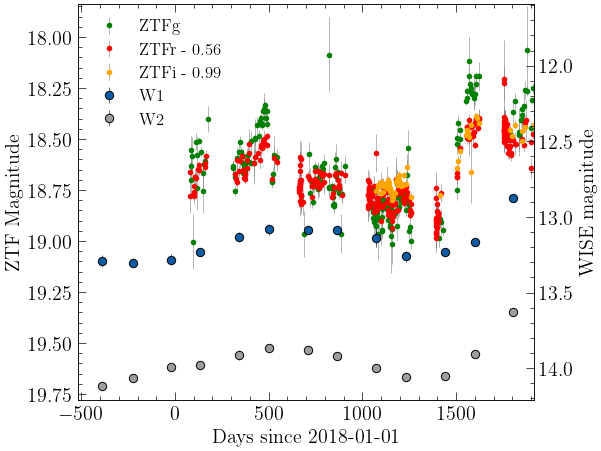 ZTFg
ZTFr - 0.56
ZTFi - 0.99
W1
W2
18.00
18.25
18.50
18.75
19.00
19.25
19.50
19.75
ZTF Magnitude
12.0
12.5
13.0
13.5
14.0
WISE magnitude
−500
0
500
1000
1500
Days since 2018-01-01